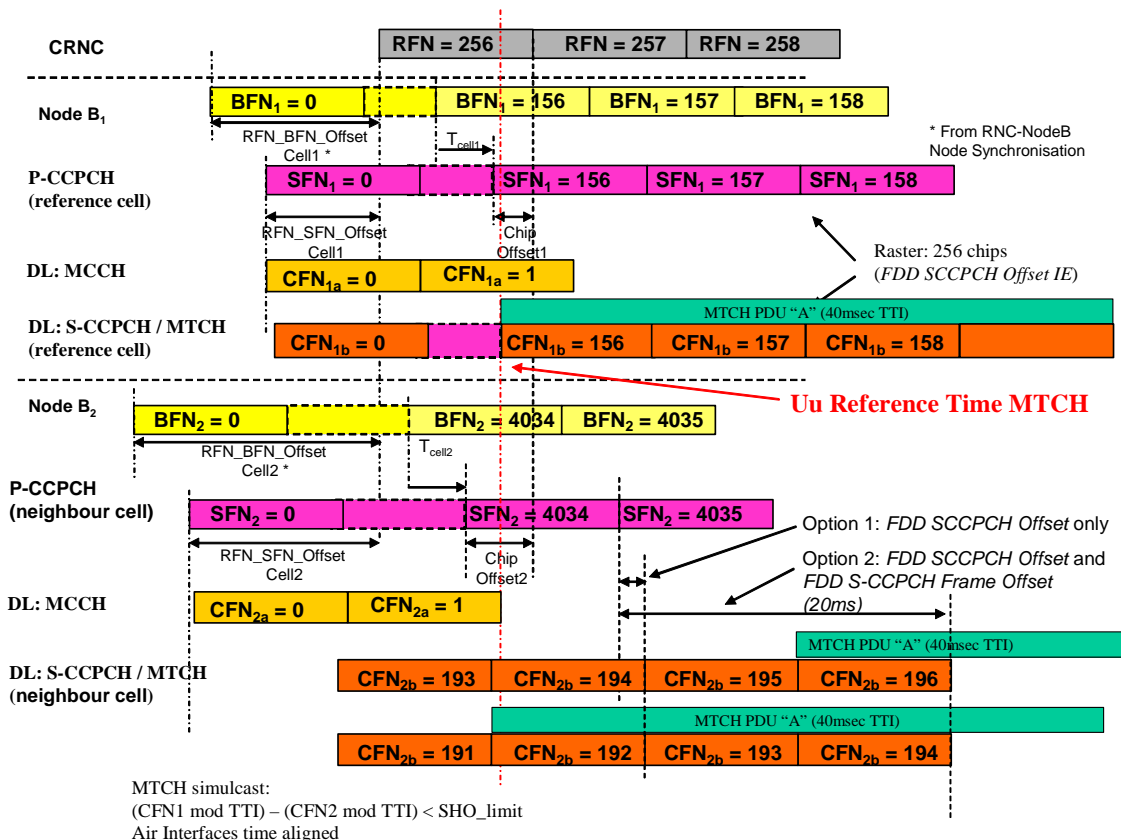 CRNC
RFN = 256 RFN = 257 RFN = 258
Node B1
BFN1 = 0 BFN1 = 156 BFN1 = 157 BFN1 = 158
RFN_BFN_Offset
Cell1 *
Tcell1
* From RNC-NodeB
Node Synchronisation
P-CCPCH
(reference cell)
SFN1 = 0 SFN1 = 156 SFN1 = 157 SFN1 = 158
RFN_SFN_Offset
Cell1
Chip
Offset1
Raster: 256 chips
(FDD SCCPCH Offset IE)
DL: MCCH
CFN1a = 0 CFN1a = 1
MTCH PDU “A” (40msec TTI)
DL: S-CCPCH / MTCH
(reference cell)
CFN1b = 0 CFN1b = 156 CFN1b = 157 CFN1b = 158
Uu Reference Time MTCH
Node B2
BFN2 = 0 BFN2 = 4034 BFN2 = 4035
RFN_BFN_Offset
Cell2 *
Tcell2
P-CCPCH
(neighbour cell)
SFN2 = 0 SFN2 = 4034 SFN2 = 4035
RFN_SFN_Offset
Cell2
Chip
Offset2
Option 1: FDD SCCPCH Offset only
Option 2: FDD SCCPCH Offset and
FDD S-CCPCH Frame Offset
(20ms)
DL: MCCH
CFN2a = 0 CFN2a = 1
MTCH PDU “A” (40msec TTI)
DL: S-CCPCH / MTCH
(neighbour cell)
CFN2b = 193 CFN2b = 194 CFN2b = 195 CFN2b = 196
MTCH PDU “A” (40msec TTI)
CFN2b = 191 CFN2b = 192 CFN2b = 193 CFN2b = 194
MTCH simulcast:
(CFN1 mod TTI) – (CFN2 mod TTI) < SHO_limit
Air Interfaces time aligned